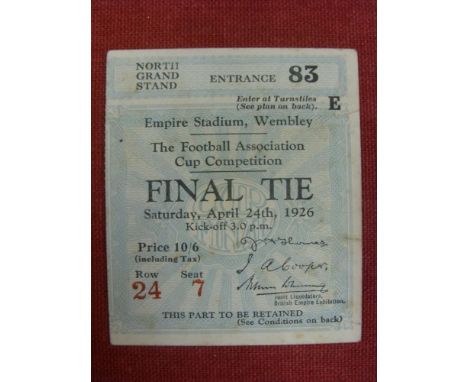 NORTH
GRAND
STAND
ENTRANCE 83
Enter at Turnstiles
(See plan on back).
E
Empire Stadium, Wembley
The Football Association
Cup Competition
FINAL TIE
Saturday, April 24th, 1926
Kick-off 3.0 p.m.
Price 10/6
(including Tax)
Row Seat
24 7
J. A Cooper,
Joint Liquidators,
British Empire Exhibition.
THIS PART TO BE RETAINED
(See Conditions on back)